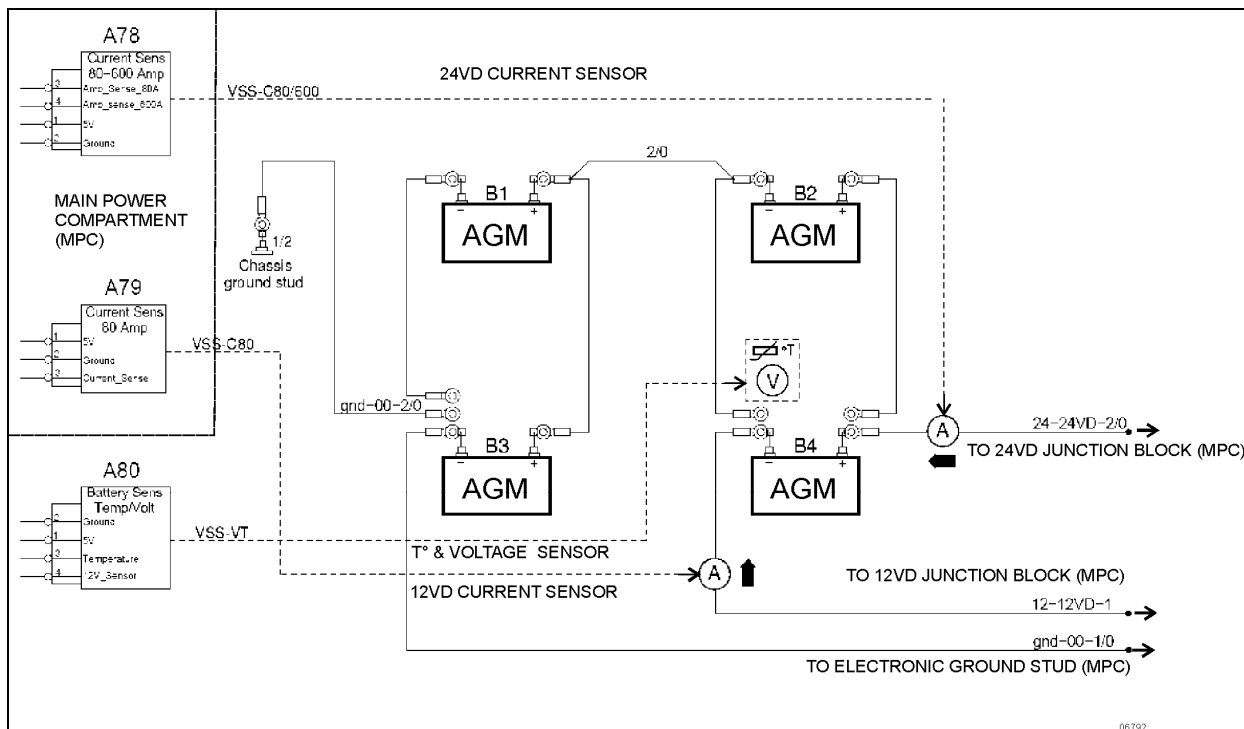 A78
Current Sens
80-600 Amp
3
Amp_Sense_80A
4
Amp_sense_600A
1
5V
2
Ground
VSS-C80/600
24VD CURRENT SENSOR
MAIN POWER
COMPARTMENT
(MPC)
1/2
Chassis
ground stud
2/0
B1
- +
AGM
B2
- +
AGM
A79
Current Sens
80 Amp
1
5V
2
Ground
3
Current_Sense
VSS-C80
gnd-00-2/0
°T
V
B3
- +
AGM
B4
- +
AGM
A
24-24VD-2/0
TO 24VD JUNCTION BLOCK (MPC)
A80
Battery Sens
Temp/Volt
2
Ground
1
5V
3
Temperature
4
12V_Sensor
VSS-VT
T° & VOLTAGE SENSOR
12VD CURRENT SENSOR
A
TO 12VD JUNCTION BLOCK (MPC)
12-12VD-1
gnd-00-1/0
TO ELECTRONIC GROUND STUD (MPC)
06792